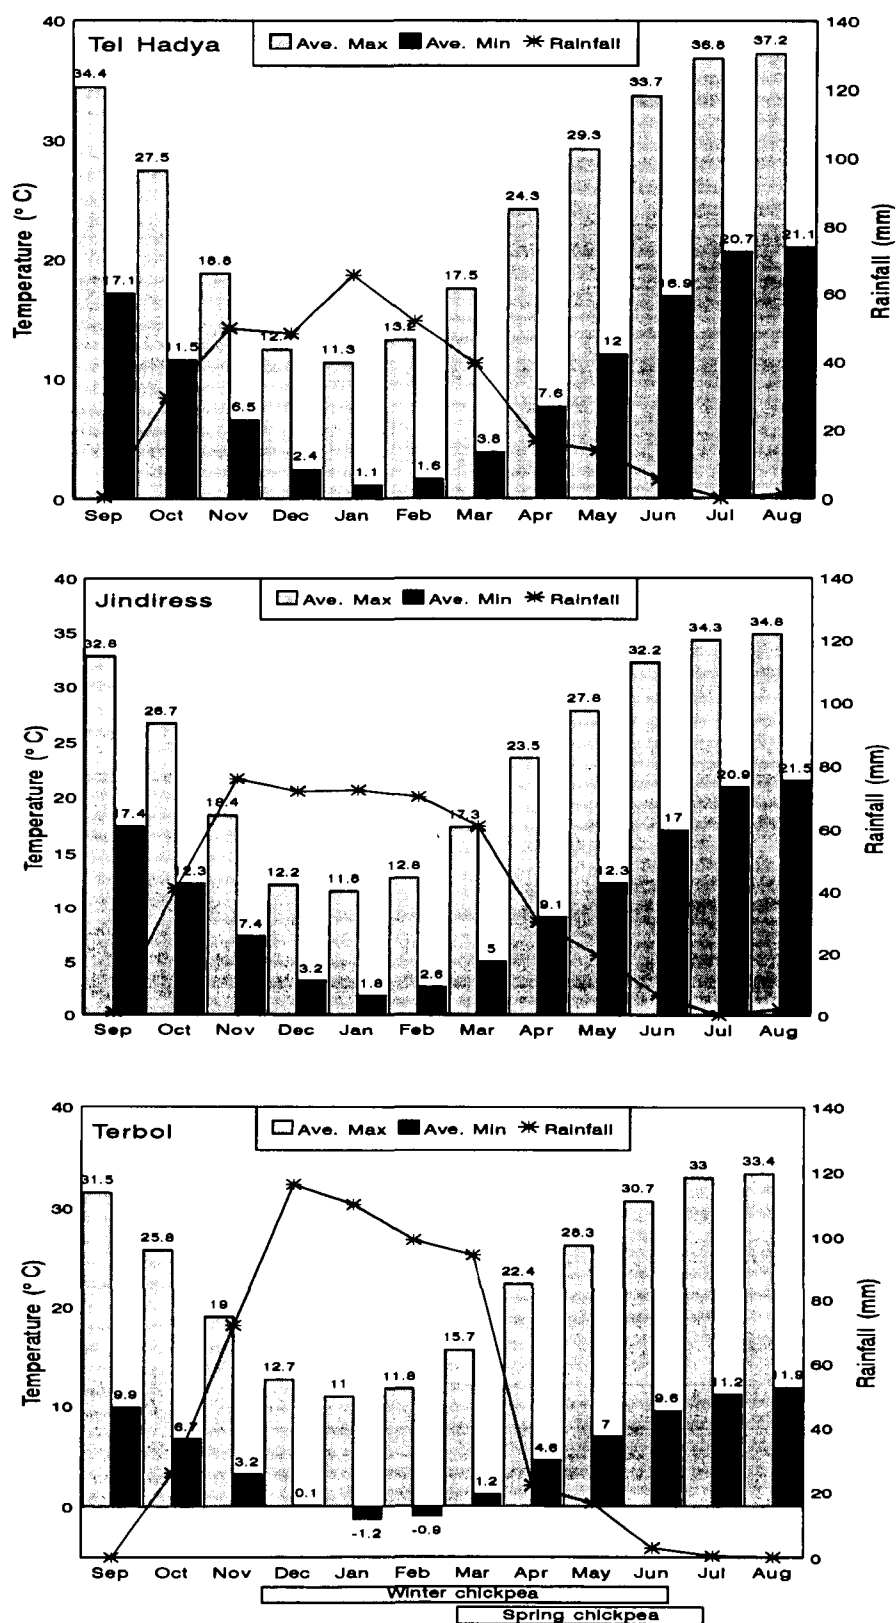 Tel Hadya
Ave. Max Ave. Min Rainfall
Temperature (° C)
Rainfall (mm)
40
30
20
10
0
140
120
100
80
60
40
20
0
34.4 27.5 18.8 12.4 11.3 13.2 17.5 24.3 29.3 33.7 36.8 37.2
17.1 11.5 6.5 2.4 1.1 1.6 3.8 7.6 12 16.9 20.7 21.1
Sep Oct Nov Dec Jan Feb Mar Apr May Jun Jul Aug
Jindiress
Ave. Max Ave. Min Rainfall
Temperature (° C)
Rainfall (mm)
40
35
30
25
20
15
10
5
0
140
120
100
80
60
40
20
0
32.8 26.7 18.4 12.2 11.6 12.8 17.3 23.5 27.8 32.2 34.3 34.8
17.4 12.3 7.4 3.2 1.8 2.6 5 9.1 12.3 17 20.9 21.5
Sep Oct Nov Dec Jan Feb Mar Apr May Jun Jul Aug
Terbol
Ave. Max Ave. Min Rainfall
Temperature (° C)
Rainfall (mm)
40
30
20
10
0
140
120
100
80
60
40
20
0
31.5 25.8 19 12.7 11 11.8 15.7 22.4 26.3 30.7 33 33.4
9.9 6.7 3.2 0.1 -1.2 -0.9 1.2 4.6 7 9.6 11.2 11.9
Sep Oct Nov Dec Jan Feb Mar Apr May Jun Jul Aug
Winter chickpea
Spring chickpea